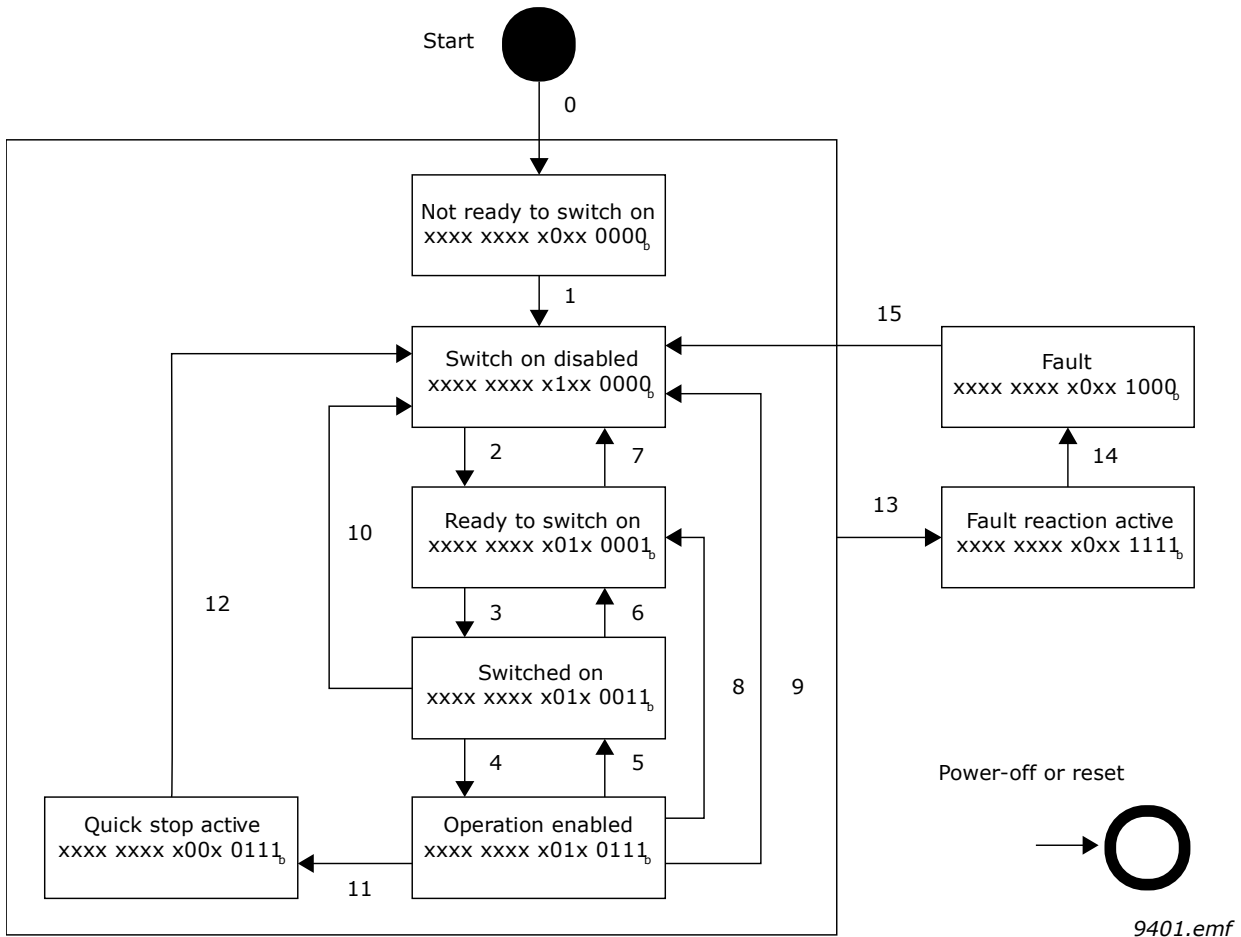 Start
0
Not ready to switch on
xxxx xxxx x0xx 0000b
1
15
Switch on disabled
xxxx xxxx x1xx 0000b
Fault
xxxx xxxx x0xx 1000b
2
7
14
10
Ready to switch on
xxxx xxxx x01x 0001b
13
Fault reaction active
xxxx xxxx x0xx 1111b
12
3
6
Switched on
xxxx xxxx x01x 0011b
8
9
4
5
Power-off or reset
Quick stop active
xxxx xxxx x00x 0111b
Operation enabled
xxxx xxxx x01x 0111b
11
9401.emf